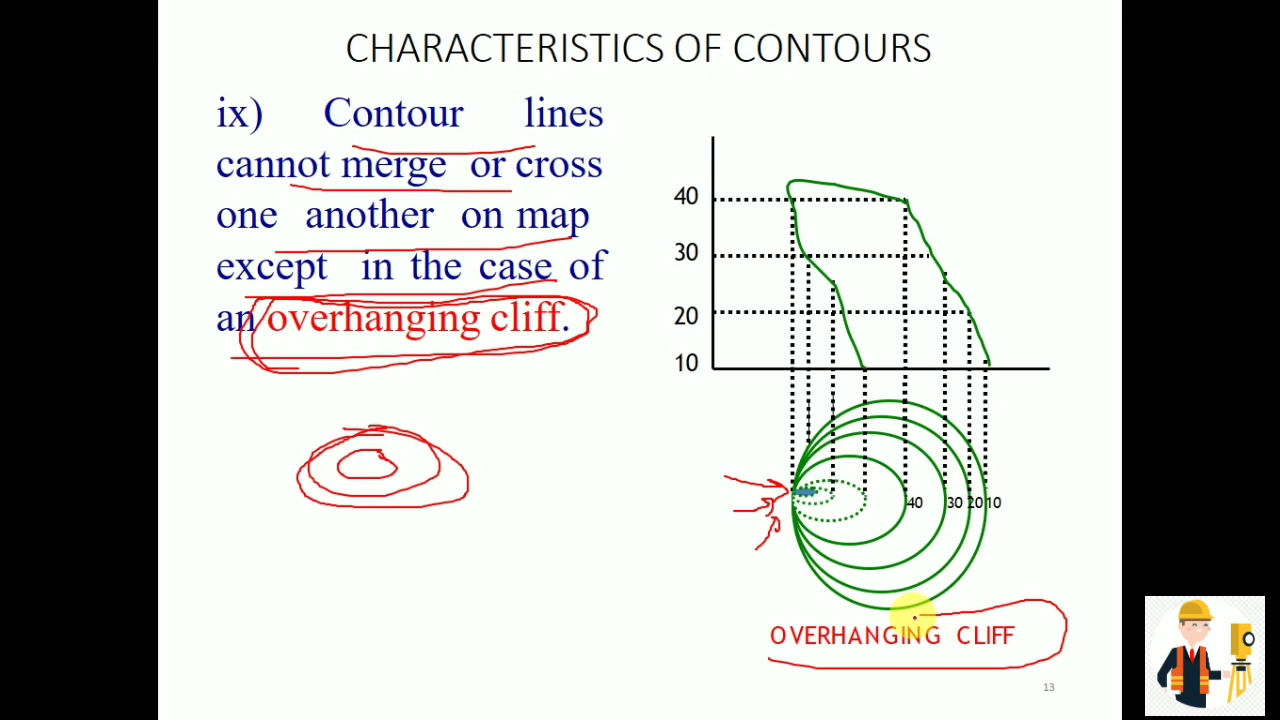 CHARACTERISTICS OF CONTOURS
ix) Contour lines
cannot merge or cross
one another on map
except in the case of
an overhanging cliff.
40
30
20
10
40 30 20 10
OVERHANGING CLIFF
13